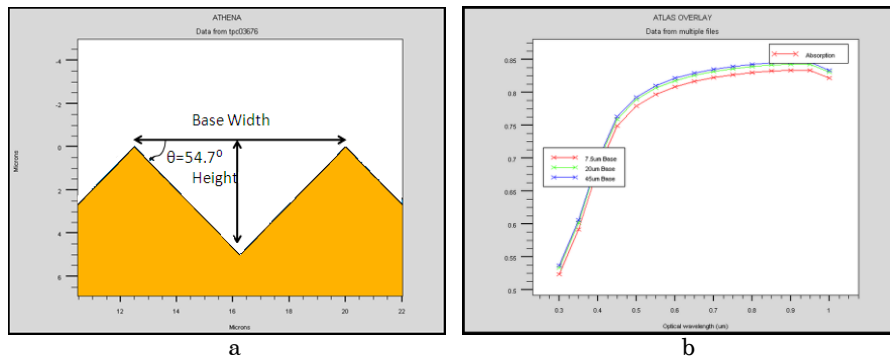 ATHENA
Data from tpc03676
Microns
-4
-2
0
2
4
6
Base Width
θ=54.7⁰
Height
12
14
16
18
20
22
Microns
a
ATLAS OVERLAY
Data from multiple files
Absorption
0.85
0.8
0.75
0.7
0.65
0.6
0.55
0.5
7.5um Base
20um Base
45um Base
0.3
0.4
0.5
0.6
0.7
0.8
0.9
1
Optical wavelength (um)
b